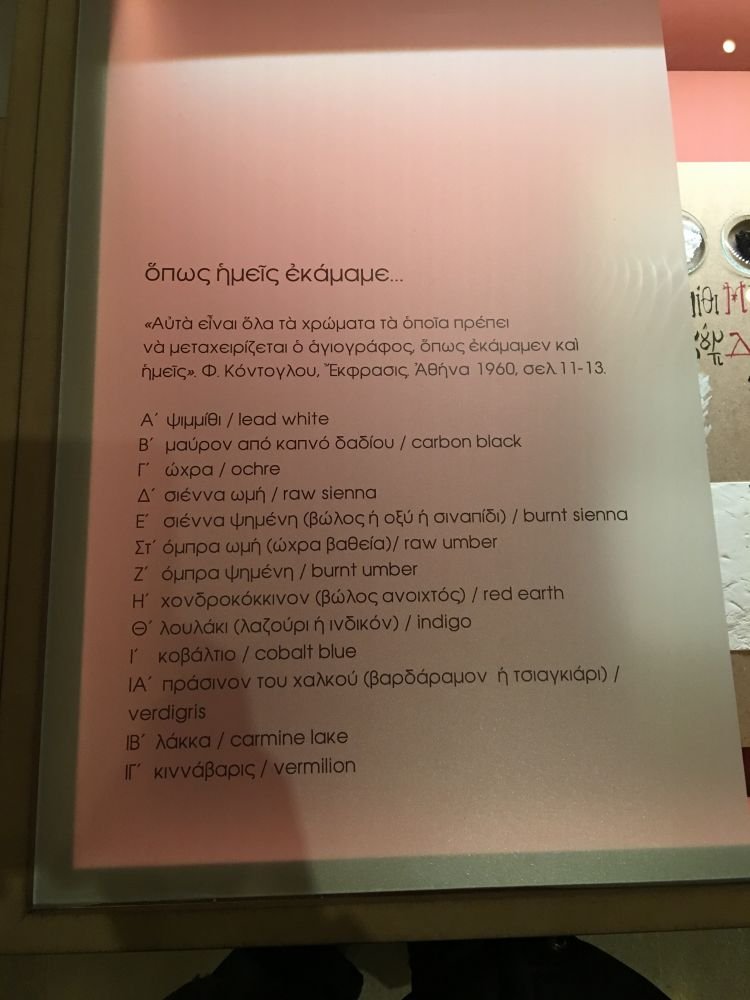 ὅπως ἡμεῖς ἐκάμαμε...
«Αὐτὰ εἶναι ὅλα τὰ χρώματα τὰ ὁποῖα πρέπει
νὰ μεταχειρίζεται ὁ ἁγιογράφος, ὅπως ἐκάμαμεν καὶ
ἡμεῖς». Φ. Κόντογλου, Ἔκφρασις. Ἀθήνα 1960, σελ.11-13.
Α΄ ψιμμίθι / lead white
Β΄ μαύρον από καπνό δαδίου / carbon black
Γ΄ ώχρα / ochre
Δ΄ σιέννα ωμή / raw sienna
Ε΄ σιέννα ψημένη (βώλος ή οξύ ή σιναπίδι) / burnt sienna
Στ΄ όμπρα ωμή (ώχρα βαθεία)/ raw umber
Ζ΄ όμπρα ψημένη / burnt umber
Η΄ χονδροκόκκινον (βώλος ανοιχτός) / red earth
Θ΄ λουλάκι (λαζούρι ή ινδικόν) / indigo
Ι΄ κοβάλτιο / cobalt blue
ΙΑ΄ πράσινον του χαλκού (βαρδάραμον ή τσιαγκιάρι) /
verdigris
ΙΒ΄ λάκκα / carmine lake
ΙΓ΄ κιννάβαρις / vermilion